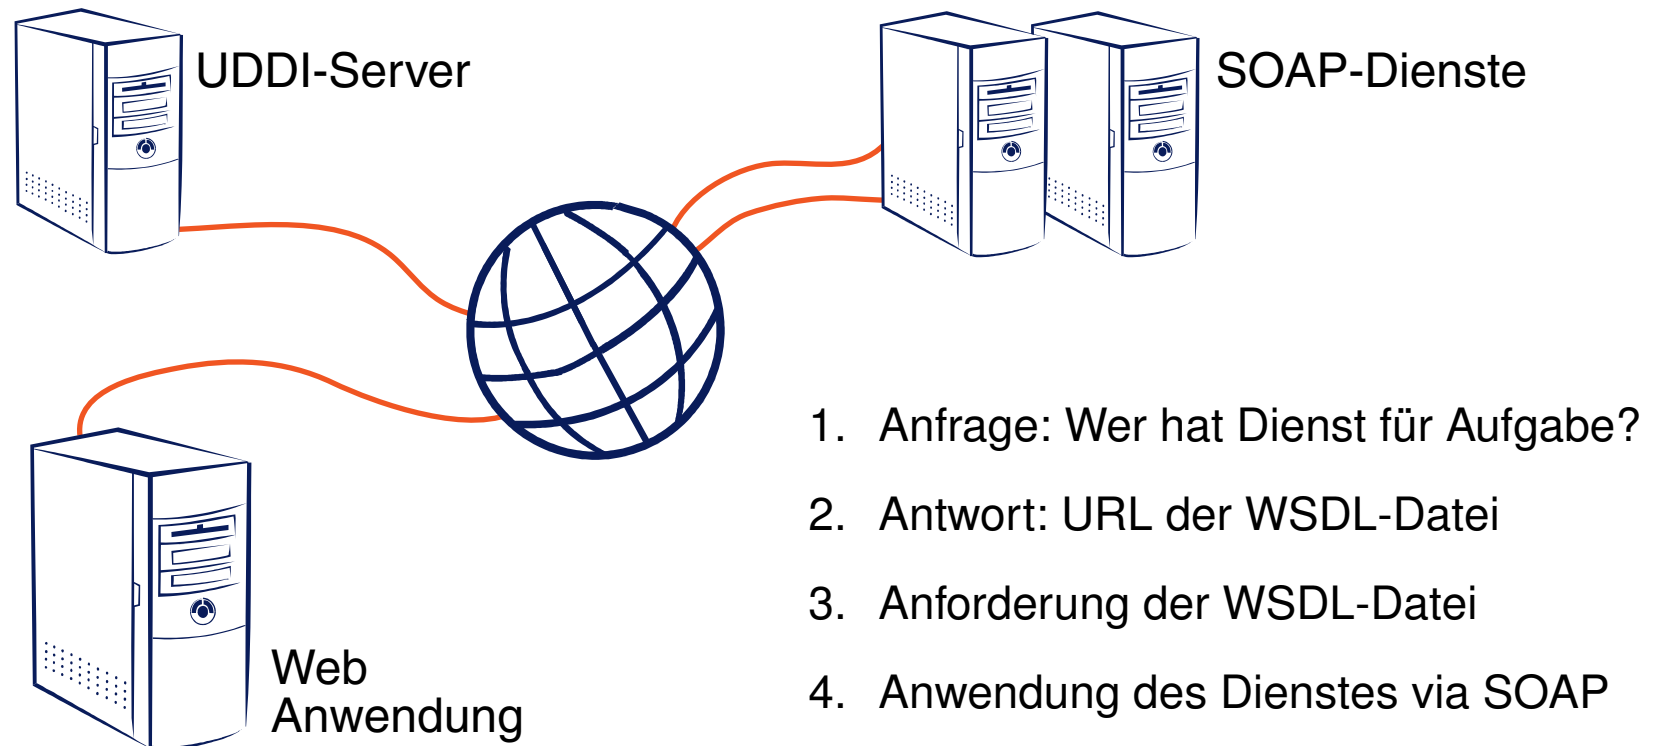 UDDI-Server
SOAP-Dienste
1. Anfrage: Wer hat Dienst für Aufgabe?
2. Antwort: URL der WSDL-Datei
3. Anforderung der WSDL-Datei
4. Anwendung des Dienstes via SOAP
Web
Anwendung